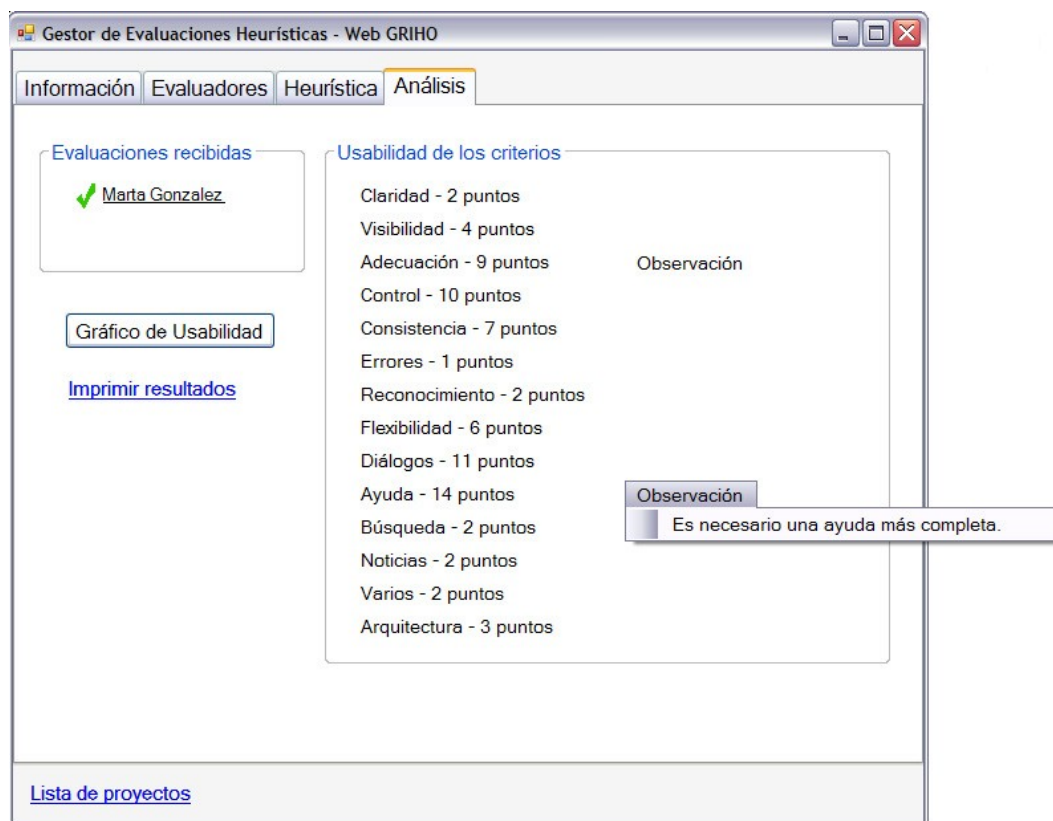 Gestor de Evaluaciones Heurísticas - Web GRIHO
Información Evaluadores Heurística Análisis
Evaluaciones recibidas
Marta Gonzalez
Gráfico de Usabilidad
Imprimir resultados
Usabilidad de los criterios
Claridad - 2 puntos
Visibilidad - 4 puntos
Adecuación - 9 puntos Observación
Control - 10 puntos
Consistencia - 7 puntos
Errores - 1 puntos
Reconocimiento - 2 puntos
Flexibilidad - 6 puntos
Diálogos - 11 puntos
Ayuda - 14 puntos Observación
Es necesario una ayuda más completa.
Búsqueda - 2 puntos
Noticias - 2 puntos
Varios - 2 puntos
Arquitectura - 3 puntos
Lista de proyectos